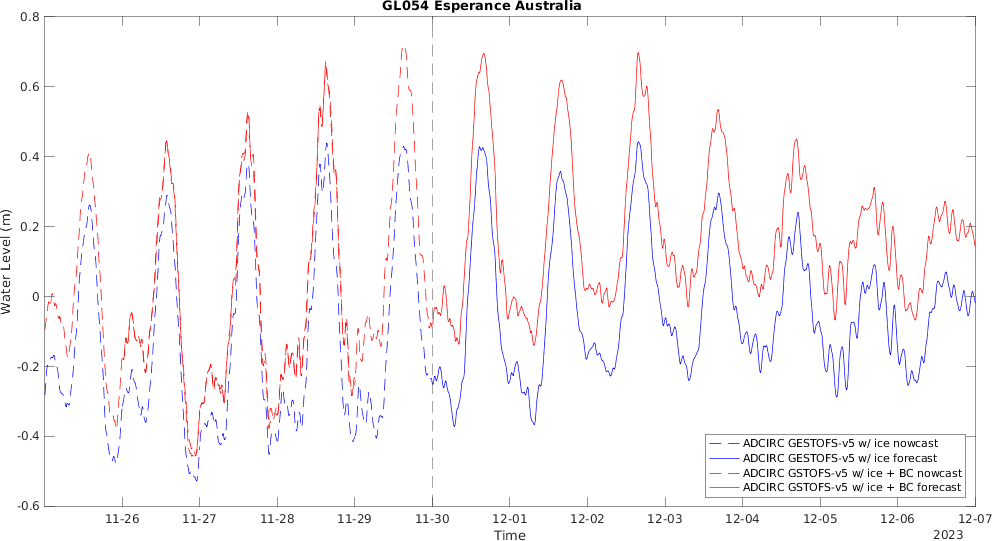 GL054 Esperance Australia
Water Level (m)
0.8
0.6
0.4
0.2
0
-0.2
-0.4
-0.6
11-26 11-27 11-28 11-29 11-30 12-01 12-02 12-03 12-04 12-05 12-06 12-07
Time
2023
ADCIRC GESTOFS-v5 w/ ice nowcast
ADCIRC GESTOFS-v5 w/ ice forecast
ADCIRC GSTOFS-v5 w/ ice + BC nowcast
ADCIRC GSTOFS-v5 w/ ice + BC forecast